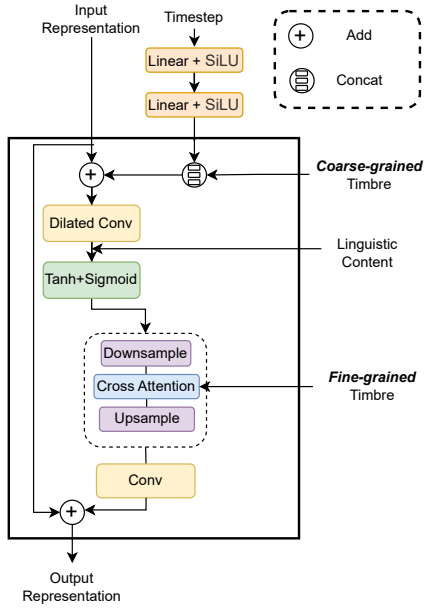 Input
Representation
Timestep
Add
Linear + SiLU
Concat
Linear + SiLU
Coarse-grained
Timbre
Dilated Conv
Linguistic
Content
Tanh+Sigmoid
Downsample
Cross Attention
Fine-grained
Timbre
Upsample
Conv
Output
Representation